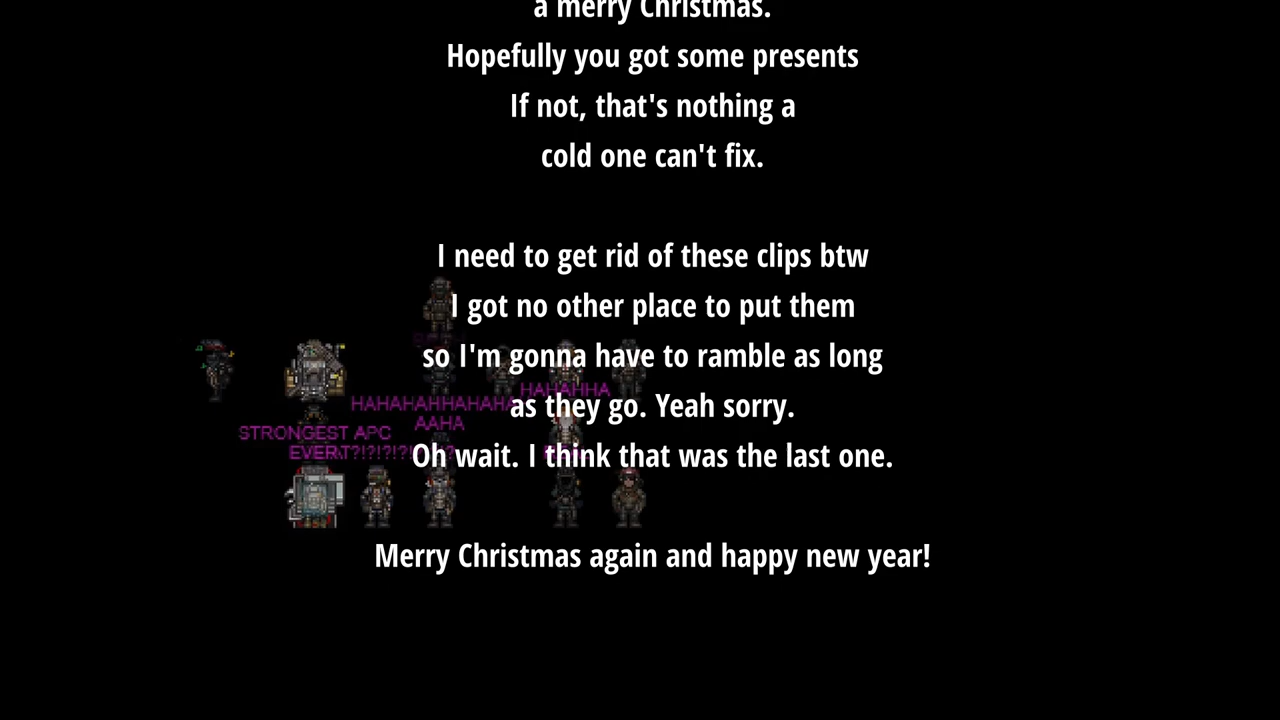 a merry Christmas.
Hopefully you got some presents
If not, that's nothing a
cold one can't fix.
I need to get rid of these clips btw
I got no other place to put them
so I'm gonna have to ramble as long
as they go. Yeah sorry.
Oh wait. I think that was the last one.
Merry Christmas again and happy new year!
HAHAHHA
HAHAHAHHAHAHA
AAHA
STRONGEST APC